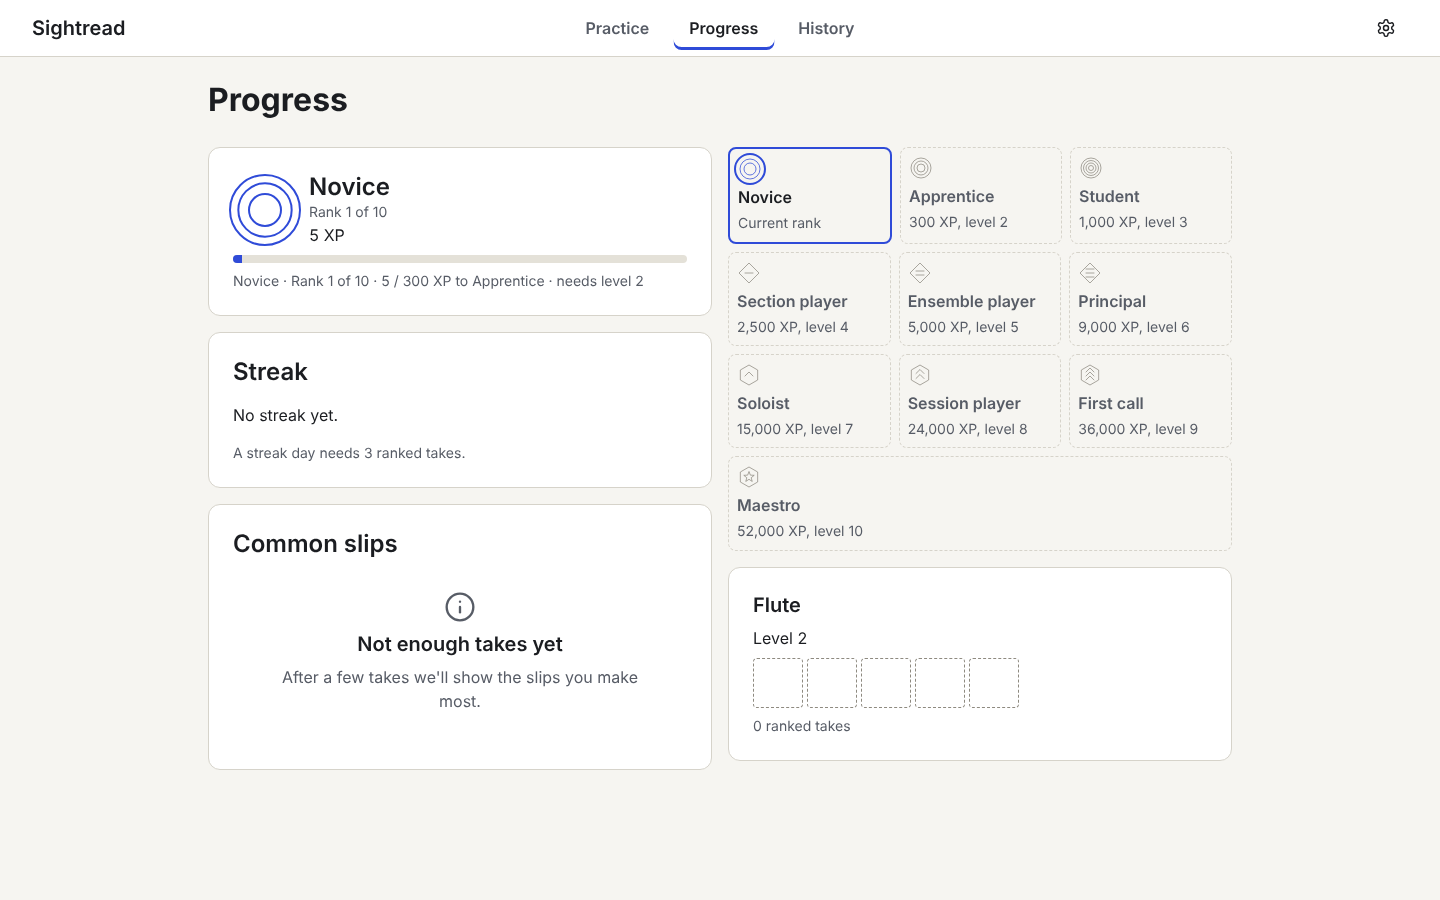 Sightread
Practice
Progress
History
Progress
Novice
Rank 1 of 10
5 XP
Novice · Rank 1 of 10 · 5 / 300 XP to Apprentice · needs level 2
Streak
No streak yet.
A streak day needs 3 ranked takes.
Common slips
Not enough takes yet
After a few takes we'll show the slips you make
most.
Novice
Current rank
Apprentice
300 XP, level 2
Student
1,000 XP, level 3
Section player
2,500 XP, level 4
Ensemble player
5,000 XP, level 5
Principal
9,000 XP, level 6
Soloist
15,000 XP, level 7
Session player
24,000 XP, level 8
First call
36,000 XP, level 9
Maestro
52,000 XP, level 10
Flute
Level 2
0 ranked takes